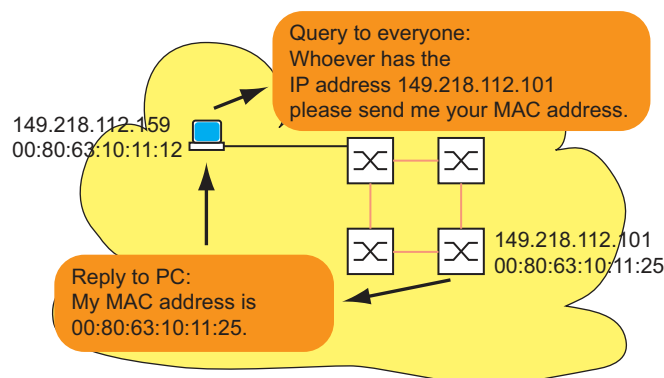 Query to everyone:
Whoever has the
IP address 149.218.112.101
please send me your MAC address.
149.218.112.159
00:80:63:10:11:12
149.218.112.101
00:80:63:10:11:25
Reply to PC:
My MAC address is
00:80:63:10:11:25.